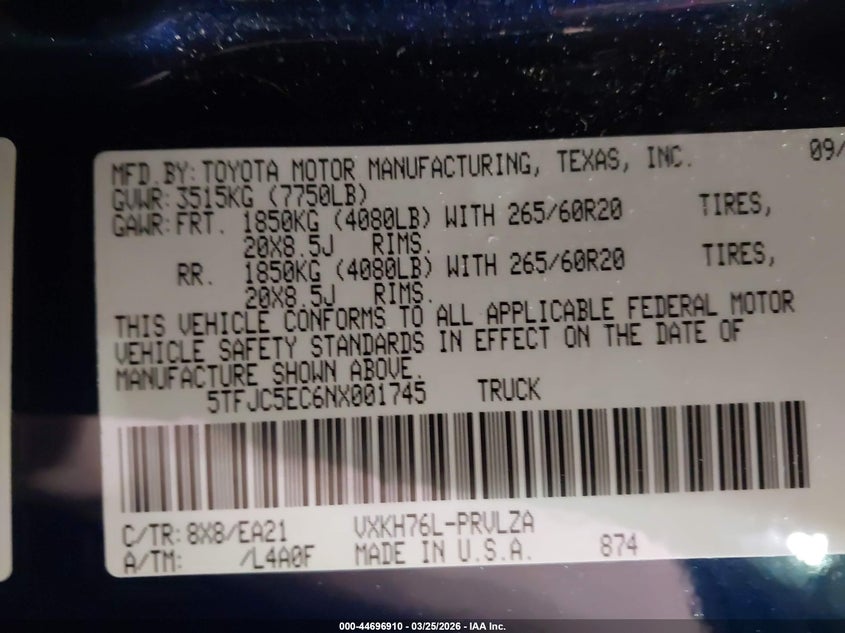 MFD. BY: TOYOTA MOTOR MANUFACTURING, TEXAS, INC. 09/
GVWR: 3515KG (7750LB)
GAWR: FRT. 1850KG (4080LB) WITH 265/60R20 TIRES,
20X8.5J RIMS.
RR. 1850KG (4080LB) WITH 265/60R20 TIRES,
20X8.5J RIMS.
THIS VEHICLE CONFORMS TO ALL APPLICABLE FEDERAL MOTOR
VEHICLE SAFETY STANDARDS IN EFFECT ON THE DATE OF
MANUFACTURE SHOWN ABOVE.
5TFJC5EC6NX001745 TRUCK
C/TR: 8X8/EA21 VXKH76L-PRVLZA
A/TM: /L4A0F MADE IN U.S.A. 874
000-44696910 - 03/25/2026 - IAA Inc.